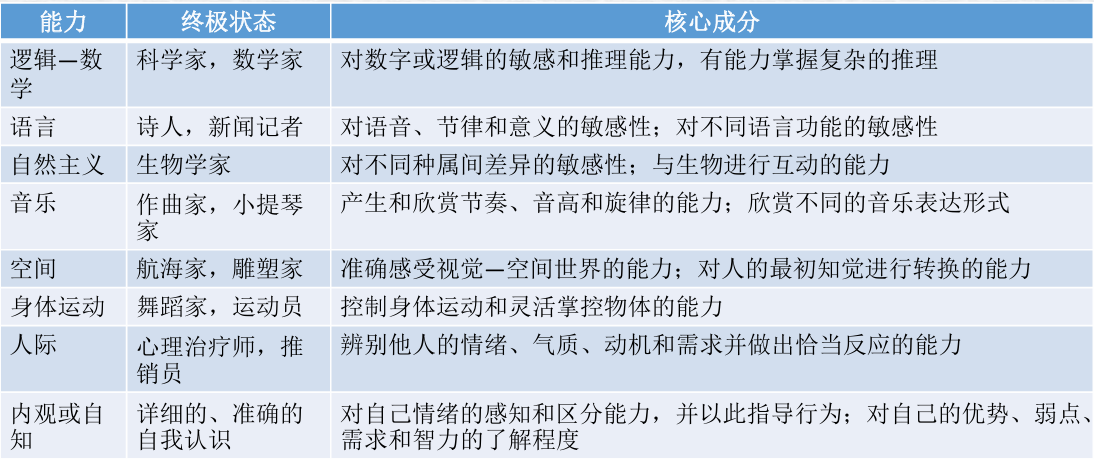 能力 终极状态 核心成分
逻辑—数学 科学家，数学家 对数字或逻辑的敏感和推理能力，有能力掌握复杂的推理
语言 诗人，新闻记者 对语音、节律和意义的敏感性；对不同语言功能的敏感性
自然主义 生物学家 对不同种属间差异的敏感性；与生物进行互动的能力
音乐 作曲家，小提琴家 产生和欣赏节奏、音高和旋律的能力；欣赏不同的音乐表达形式
空间 航海家，雕塑家 准确感受视觉—空间世界的能力；对人的最初知觉进行转换的能力
身体运动 舞蹈家，运动员 控制身体运动和灵活掌控物体的能力
人际 心理治疗师，推销员 辨别他人的情绪、气质、动机和需求并做出恰当反应的能力
内观或自知 详细的、准确的自我认识 对自己情绪的感知和区分能力，并以此指导行为；对自己的优势、弱点、需求和智力的了解程度